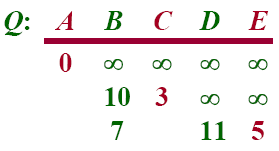 Q: A B C D E
0 ∞ ∞ ∞ ∞
10 3 ∞ ∞
7 11 5